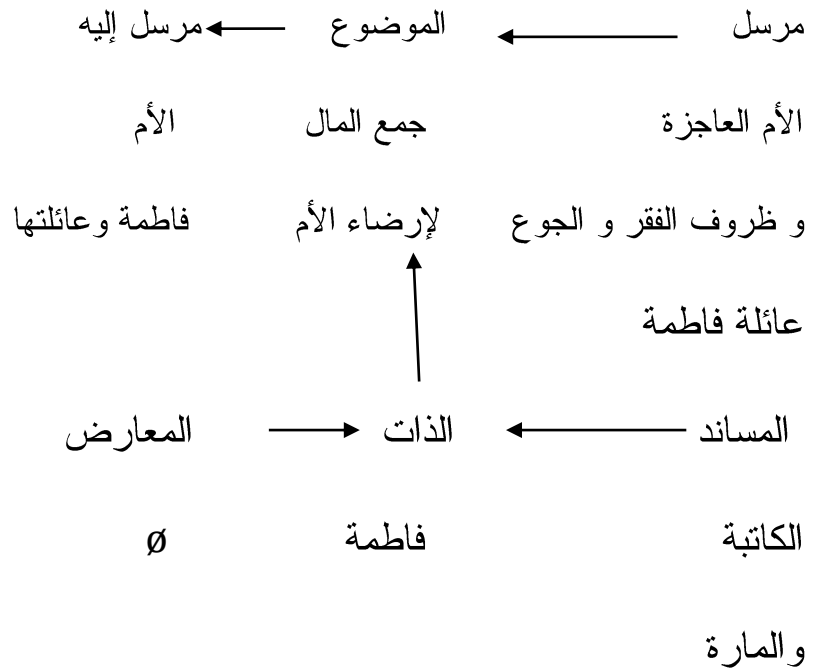 مرسل الموضوع مرسل إليه
الأم العاجزة جمع المال الأم
و ظروف الفقر و الجوع لإرضاء الأم فاطمة وعائلتها
عائلة فاطمة
المساند الذات المعارض
الكاتبة فاطمة ø
والمارة